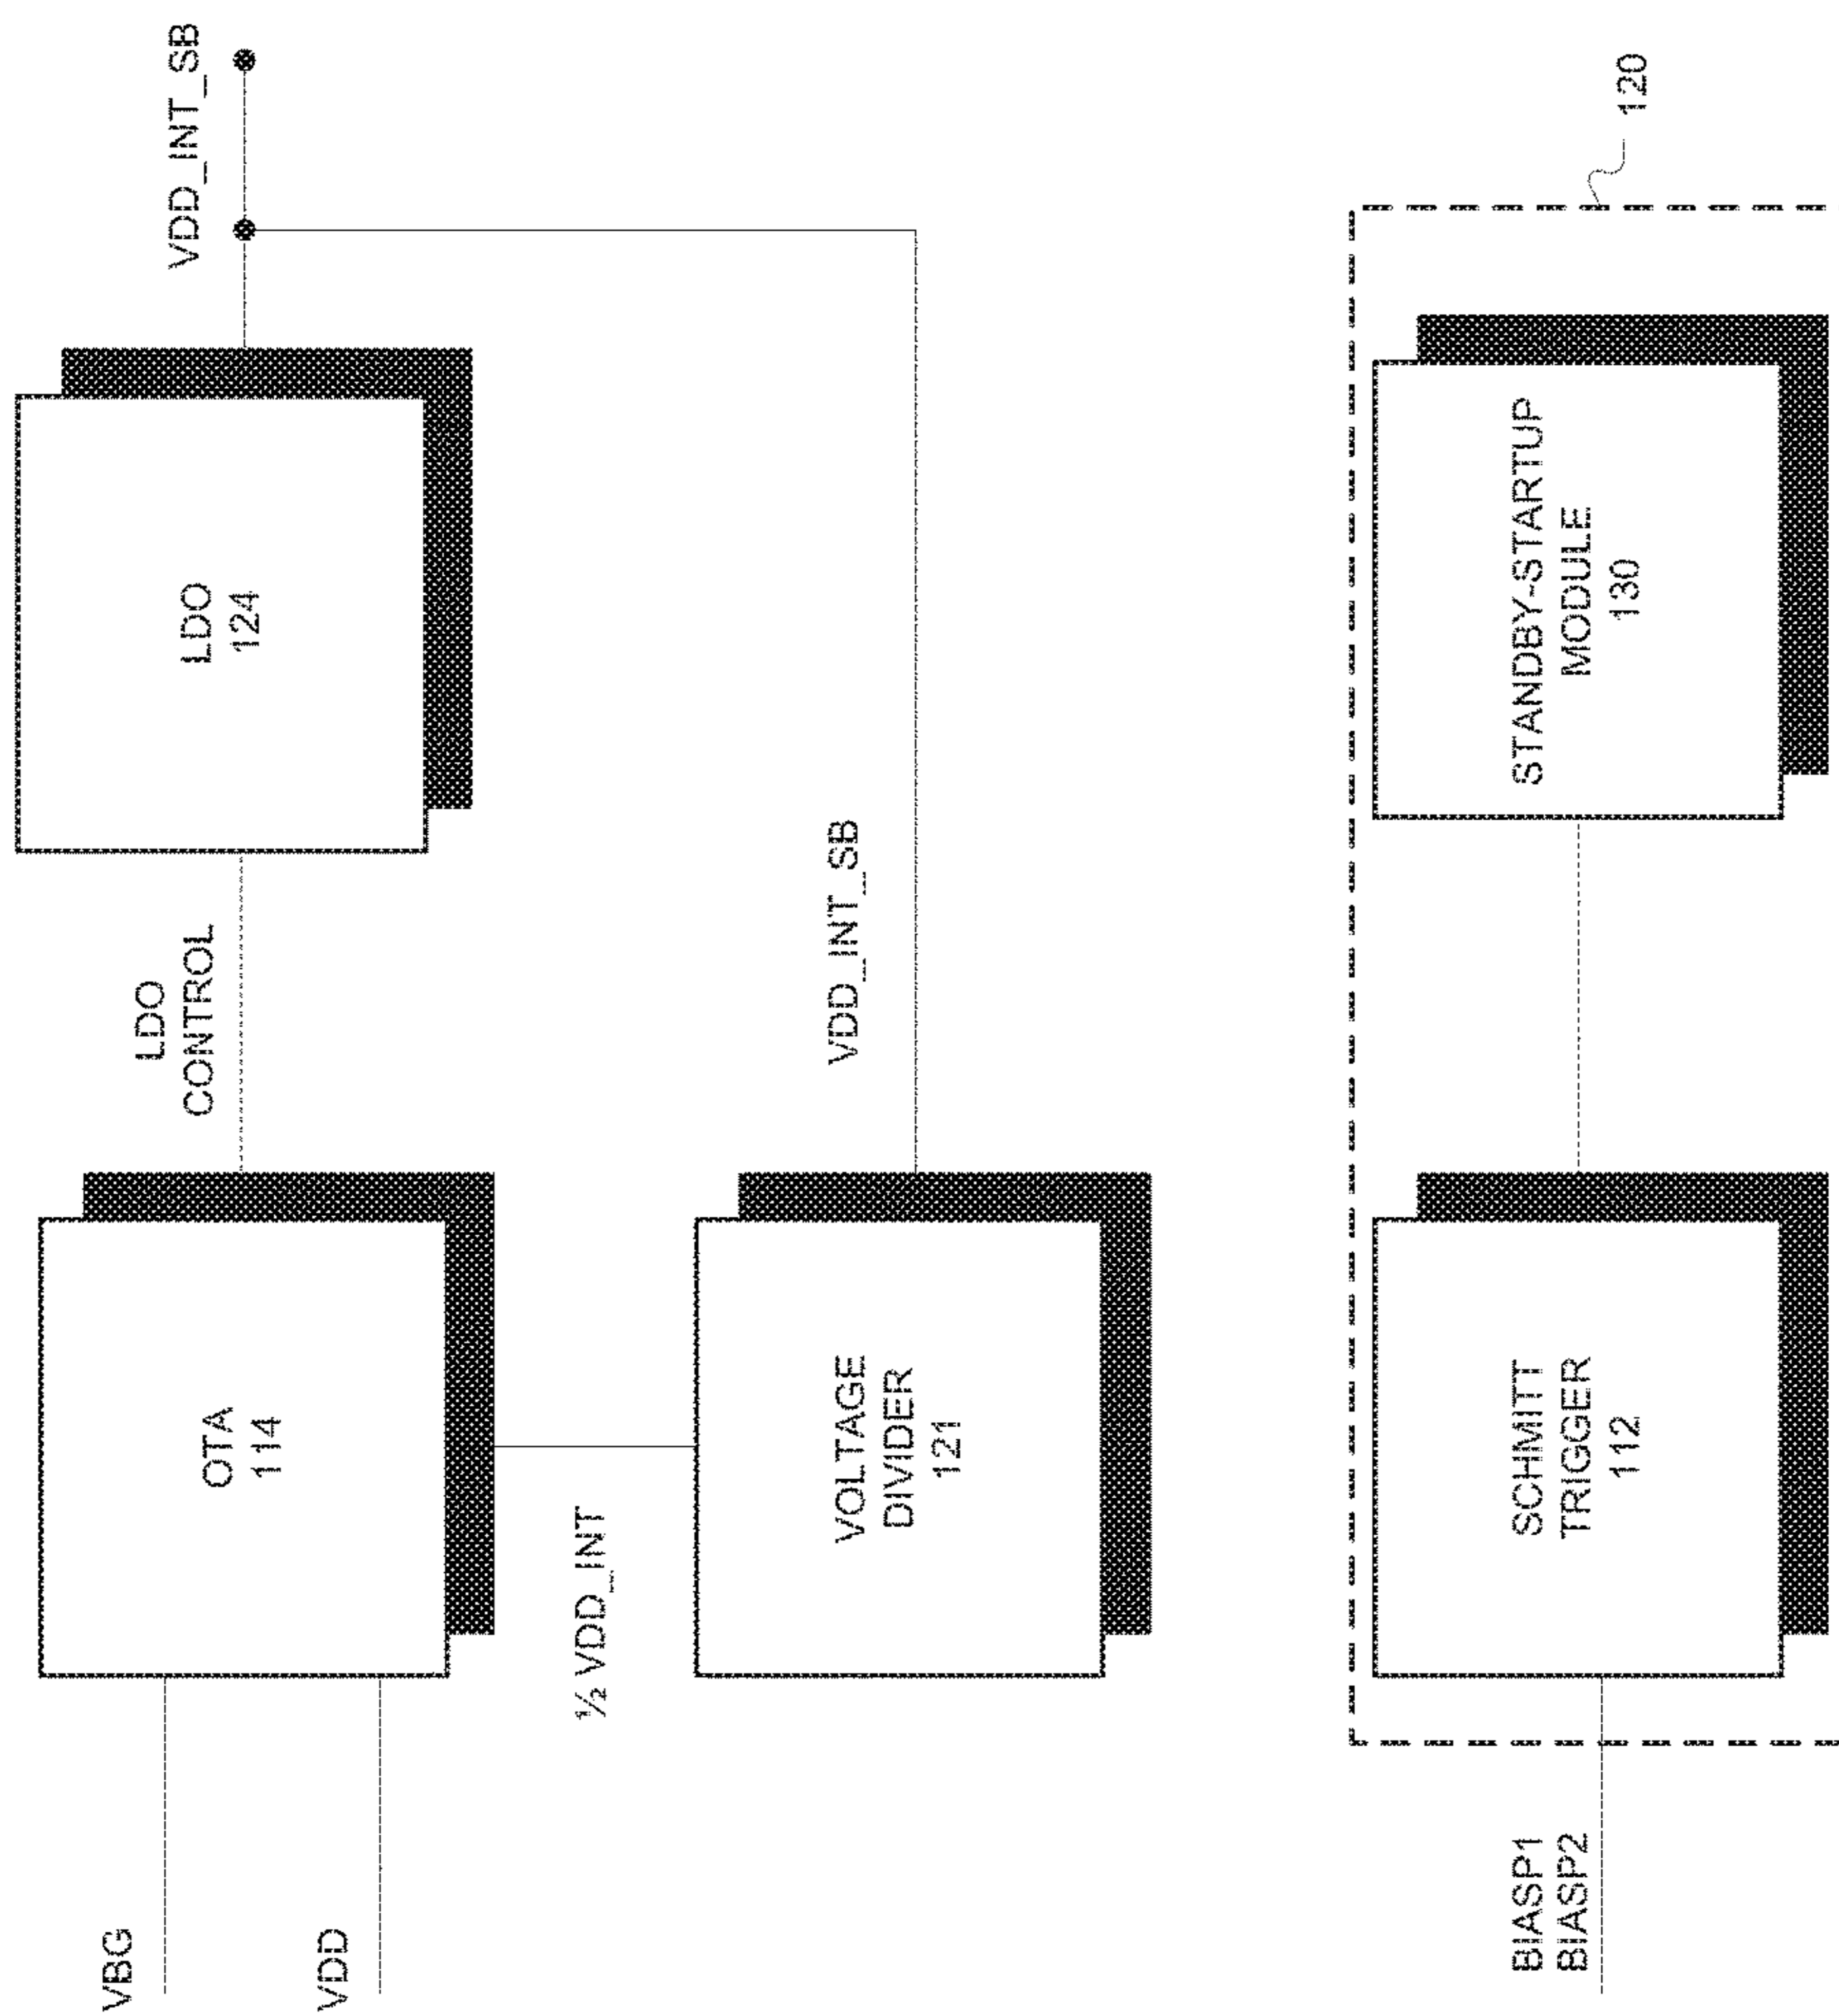 VBG
VDD
OTA
114
LDO
CONTROL
LDO
124
VDD_INT_SB
½ VDD_INT
VOLTAGE
DIVIDER
121
VDD_INT_SB
BIASP1
BIASP2
SCHMITT
TRIGGER
112
STANDBY-STARTUP
MODULE
130
120